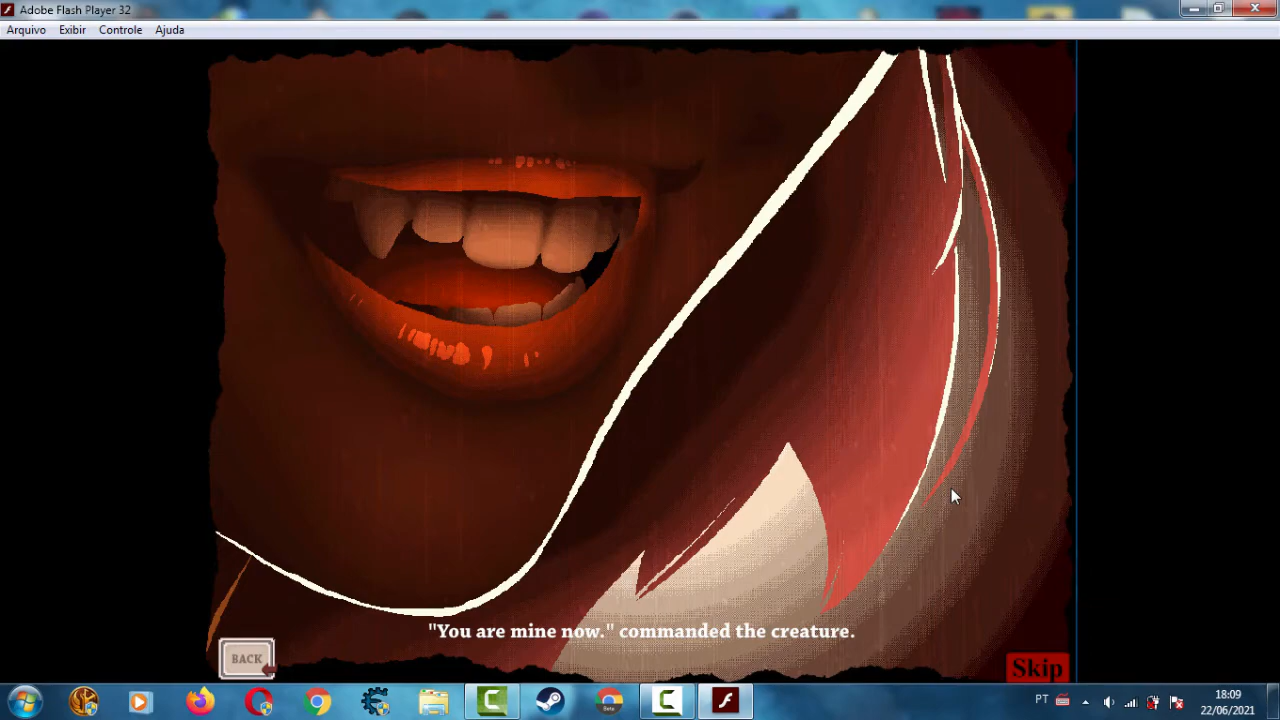 Adobe Flash Player 32
Arquivo Exibir Controle Ajuda
"You are mine now." commanded the creature.
BACK
Skip
Beta
PT
18:09
22/06/2021